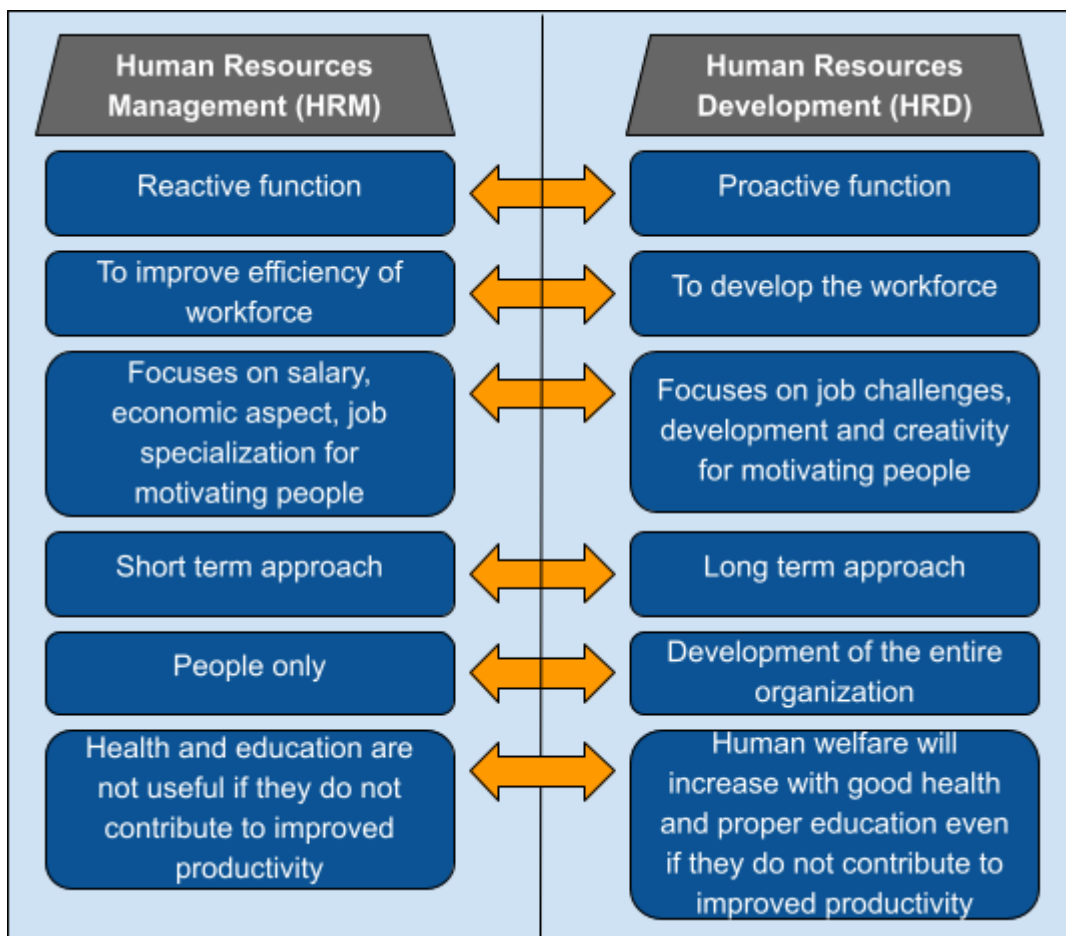 Human Resources
Management (HRM)
Human Resources
Development (HRD)
Reactive function
Proactive function
To improve efficiency of
workforce
To develop the workforce
Focuses on salary,
economic aspect, job
specialization for
motivating people
Focuses on job challenges,
development and creativity
for motivating people
Short term approach
Long term approach
People only
Development of the entire
organization
Health and education are
not useful if they do not
contribute to improved
productivity
Human welfare will
increase with good health
and proper education even
if they do not contribute to
improved productivity